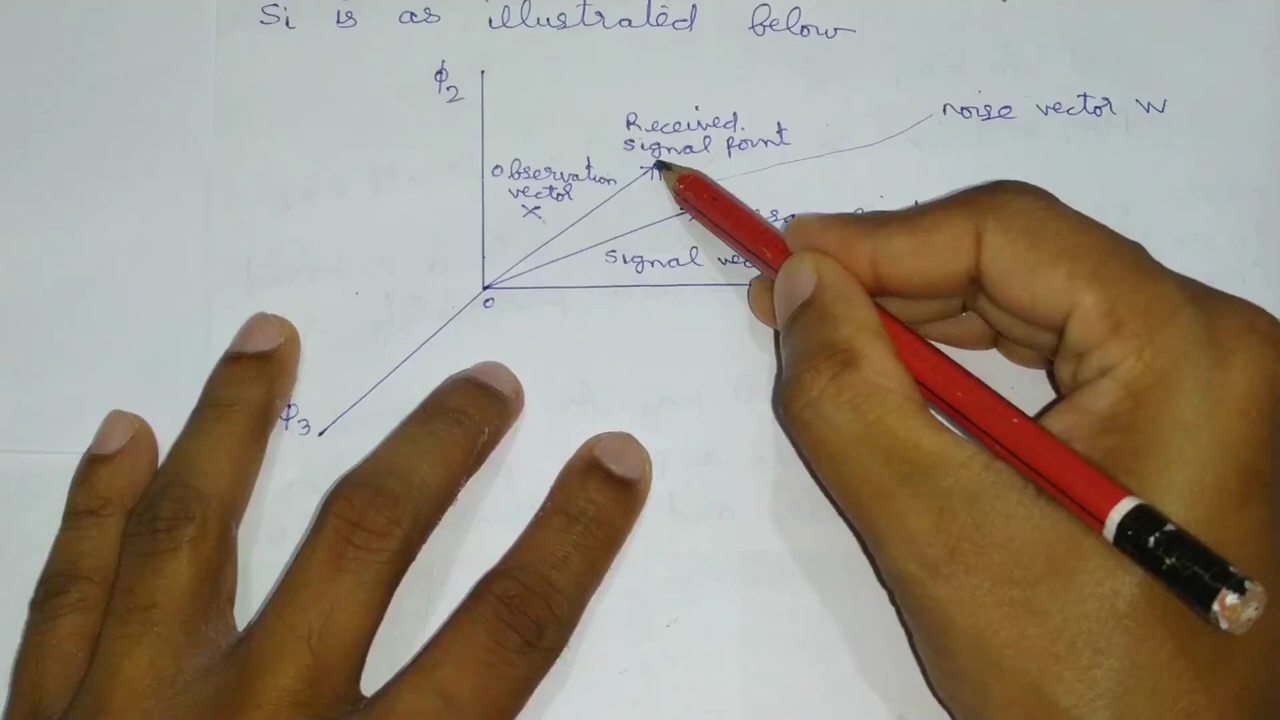 Si is as illustrated below
ϕ2
noise vector W
Received.
signal point
Observation
vector
X
signal
0
ϕ3